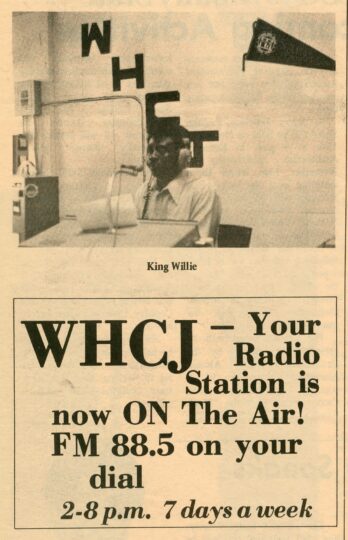 W
H
C
J
King Willie
WHCJ – Your
Radio
Station is
now ON The Air!
FM 88.5 on your
dial
2-8 p.m. 7 days a week